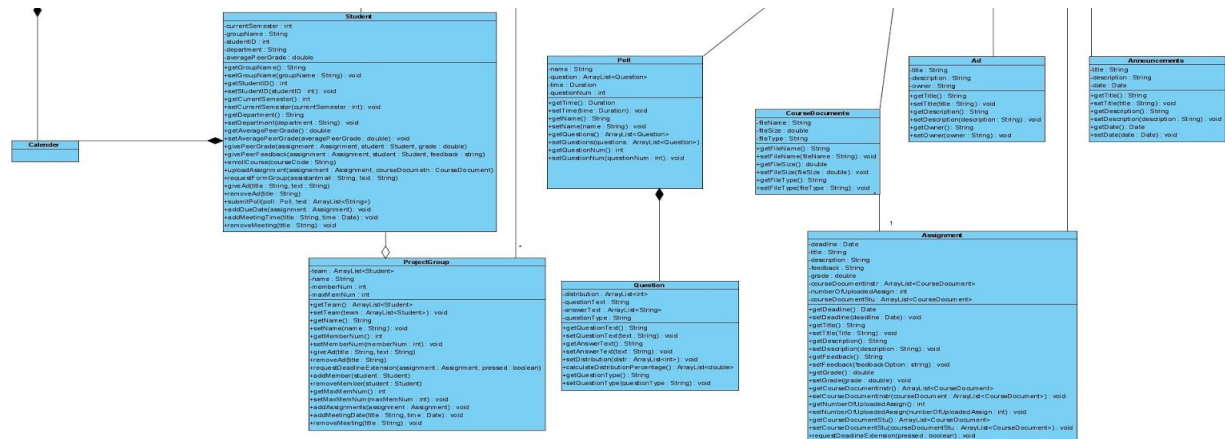 Calender
Student
-currentSemester : int
-groupName : String
-studentID : int
-department : String
-averagePeerGrade : double
+getGroupName() : String
+setGroupName(groupName : String) : void
+getStudentID() : int
+setStudentID(studentID : int) : void
+getCurrentSemester() : int
+setCurrentSemester(currentSemester : int) : void
+getDepartment() : String
+setDepartment(department : String) : void
+getAveragePeerGrade() : double
+setAveragePeerGrade(averagePeerGrade : double) : void
+givePeerGrade(assignment : Assignment, student : Student, grade : double)
+givePeerFeedback(assignment : Assignment, student : Student, feedback : string)
+enrollCourse(courseCode : String)
+uploadAssignment(assignement : Assignment, courseDocumetn : CourseDocument)
+requestFormGroup(assistantmail : String, text : String)
+giveAd(title : String, text : String)
+removeAd(title : String)
+submitPoll(poll : Poll, text : ArrayList<String>)
+addDueDate(assignment : Assignment) : void
+addMeetingTime(title : String, time : Date) : void
+removeMeeting(title : String) : void
ProjectGroup
-team : ArrayList<Student>
-name : String
-memberNum : int
-maxMemNum : int
+getTeam() : ArrayList<Student>
+setTeam(team : ArrayList<Student>) : void
+getName() : String
+setName(name : String) : void
+getMemberNum() : int
+setMemberNum(memberNum : int) : void
+giveAd(title : String, text : String)
+removeAd(title : String)
+requestDeadlineExtension(assignment : Assignment, pressed : boolean)
+addMember(student : Student)
+removeMember(student : Student)
+getMaxMemNum() : int
+setMaxMemNum(maxMemNum : int) : void
+addAssignments(assignment : Assignment) : void
+addMeetingDate(title : String, time : Date) : void
+removeMeeting(title : String) : void
*
Poll
-name : String
-question : ArrayList<Question>
-time : Duration
-questionNum : int
+getTime() : Duration
+setTime(time : Duration) : void
+getName() : String
+setName(name : String) : void
+getQuestions() : ArrayList<Question>
+setQuestions(questions : ArrayList<Question>)
+getQuestionNum() : int
+setQuestionNum(questionNum : int) : void
Question
-distribution : ArrayList<int>
-questionText : String
-answerText : ArrayList<String>
-questionType : String
+getQuestionText() : String
+setQuestionText(text : String) : void
+getAnswerText() : String
+setAnswerText(text : String) : void
+setDistribution(distr : ArrayList<int>) : void
+calculateDistributionPercentage() : ArrayList<double>
+getQuestionType() : String
+setQuestionType(questionType : String) : void
CourseDocuments
-fileName : String
-fileSize : double
-fileType : String
+getFileName() : String
+setFileName(fileName : String) : void
+getFileSize() : double
+setFileSize(fileSize : double) : void
+getFileType() : String
+setFileType(fileType : String) : void
*
1
Ad
-title : String
-description : String
-owner : String
+getTitle() : String
+setTitle(title : String) : void
+getDescription() : String
+setDescription(description : String) : void
+getOwner() : String
+setOwner(owner : String) : void
Announcements
-title : String
-description : String
-date : Date
+getTitle() : String
+setTitle(title : String) : void
+getDescription() : String
+setDescription(description : String) : void
+getDate() : Date
+setDate(date : Date) : void
Assignment
-deadline : Date
-title : String
-description : String
-feedback : String
-grade : double
-courseDocumentInstr : ArrayList<CourseDocument>
-numberOfUploadedAssign : int
-courseDocumentStu : ArrayList<CourseDocument>
+getDeadline() : Date
+setDeadline(deadline : Date) : void
+getTitle() : String
+setTitle(Title : String) : void
+getDescription() : String
+setDescription(description : String) : void
+getFeedback() : String
+setFeedback(feedbackOption : string) : void
+getGrade() : double
+setGrade(grade : double) : void
+getCourseDocumentInstr() : ArrayList<CourseDocument>
+setCourseDocumentInstr(courseDocument : ArrayList<CourseDocument>) : void
+getNumberOfUploadedAssign() : int
+setNumberOfUploadedAssign(numberOfUploadedAssign : int) : void
+getCourseDocumentStu() : ArrayList<CourseDocument>
+setCourseDocumentStu(courseDocumentStu : ArrayList<CourseDocument>) : void
+requestDeadlineExtension(pressed : boolean) : void